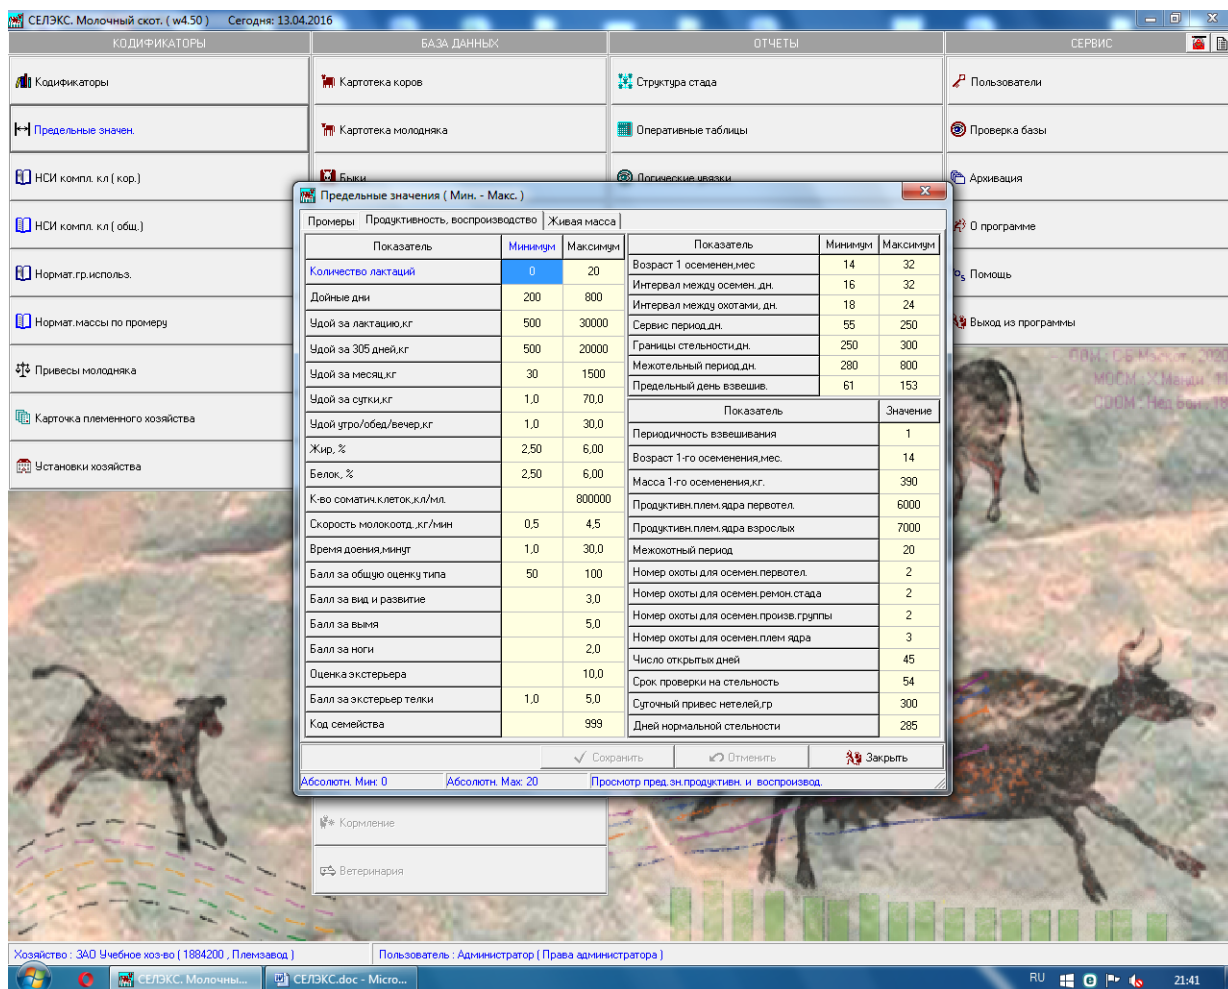 СЕЛЭКС. Молочный скот. ( w4.50 ) Сегодня: 13.04.2016
КОДИФИКАТОРЫ БАЗА ДАННЫХ ОТЧЕТЫ СЕРВИС
Кодификаторы Картотека коров Структура стада Пользователи
Предельные значен. Картотека молодняка Оперативные таблицы Проверка базы
НСИ компл. кл ( кор.) Быки Логические увязки Архивация
НСИ компл. кл ( общ.) О программе
Нормат.гр.использ. Помощь
Нормат.массы по промеру Выход из программы
Привесы молодняка
Карточка племенного хозяйства
Установки хозяйства
Предельные значения ( Мин. - Макс. )
Промеры Продуктивность, воспроизводство Живая масса
Показатель Минимум Максимум
Количество лактаций 0 20
Дойные дни 200 800
Удой за лактацию,кг 500 30000
Удой за 305 дней,кг 500 20000
Удой за месяц,кг 30 1500
Удой за сутки,кг 1,0 70,0
Удой утро/обед/вечер,кг 1,0 30,0
Жир, % 2,50 6,00
Белок, % 2,50 6,00
К-во соматич.клеток,кл/мл. 800000
Скорость молокоотд.,кг/мин 0,5 4,5
Время доения,минут 1,0 30,0
Балл за общую оценку типа 50 100
Балл за вид и развитие 3,0
Балл за вымя 5,0
Балл за ноги 2,0
Оценка экстерьера 10,0
Балл за экстерьер телки 1,0 5,0
Код семейства 999
Показатель Минимум Максимум
Возраст 1 осеменен,мес 14 32
Интервал между осемен.,дн. 16 32
Интервал между охотами, дн. 18 24
Сервис период,дн. 55 250
Границы стельности,дн. 250 300
Межотельный период,дн. 280 800
Предельный день взвешив. 61 153
Показатель Значение
Периодичность взвешивания 1
Возраст 1-го осеменения,мес. 14
Масса 1-го осеменения,кг. 390
Продуктивн.плем.ядра первотел. 6000
Продуктивн.плем.ядра взрослых 7000
Межохотный период 20
Номер охоты для осемен.первотел. 2
Номер охоты для осемен.ремон.стада 2
Номер охоты для осемен.произв.группы 2
Номер охоты для осемен.плем ядра 3
Число открытых дней 45
Срок проверки на стельность 54
Суточный привес нетелей,гр 300
Дней нормальной стельности 285
Сохранить Отменить Закрыть
Абсолютн. Мин: 0 Абсолютн. Мах: 20 Просмотр пред.зн.продуктивн. и воспроизвод.
Кормление
Ветеринария
Хозяйство : ЗАО Учебное хоз-во ( 1884200 , Племзавод ) Пользователь : Администратор ( Права администратора )
СЕЛЭКС. Молочны... СЕЛЭКС.doc - Micro... RU 21:41